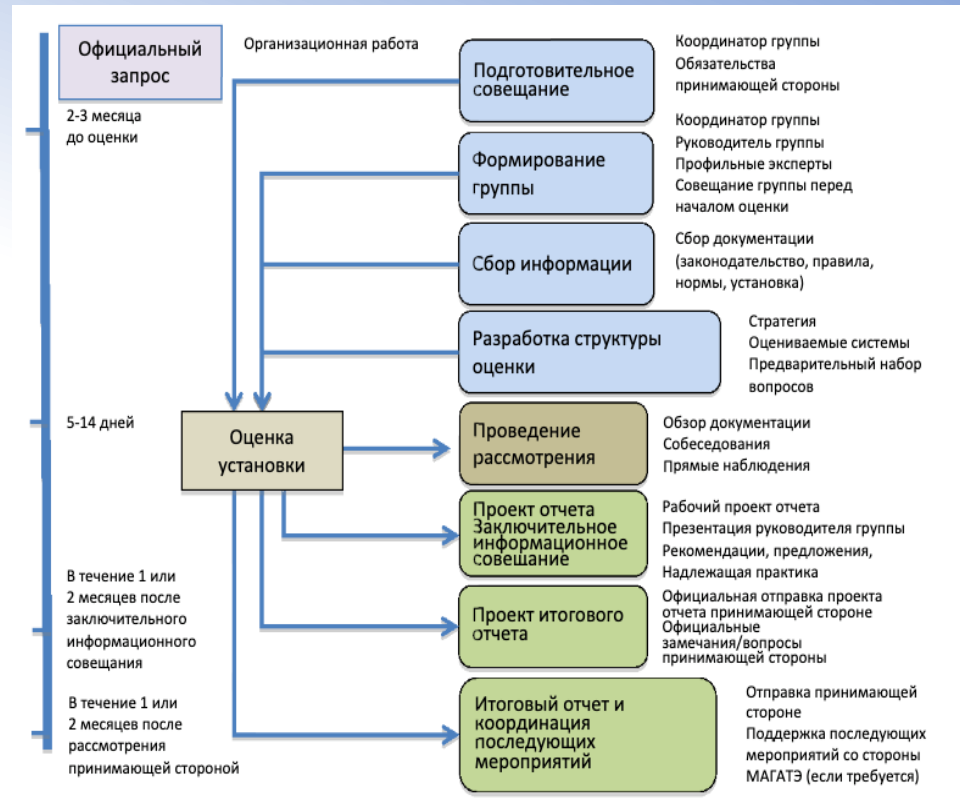 Официальный
запрос
Организационная работа
2-3 месяца
до оценки
Подготовительное
совещание
Координатор группы
Обязательства
принимающей стороны
Формирование
группы
Координатор группы
Руководитель группы
Профильные эксперты
Совещание группы перед
началом оценки
Сбор информации
Сбор документации
(законодательство, правила,
нормы, установка)
Разработка структуры
оценки
Стратегия
Оцениваемые системы
Предварительный набор
вопросов
5-14 дней
Оценка
установки
Проведение
рассмотрения
Обзор документации
Собеседования
Прямые наблюдения
Проект отчета
Заключительное
информационное
совещание
Рабочий проект отчета
Презентация руководителя группы
Рекомендации, предложения,
Надлежащая практика
В течение 1 или
2 месяцев после
заключительного
информационного
совещания
Проект итогового
отчета
Официальная отправка проекта
отчета принимающей стороне
Официальные
замечания/вопросы
принимающей стороны
В течение 1 или
2 месяцев после
рассмотрения
принимающей стороной
Итоговый отчет и
координация
последующих
мероприятий
Отправка принимающей
стороне
Поддержка последующих
мероприятий со стороны
МАГАТЭ (если требуется)